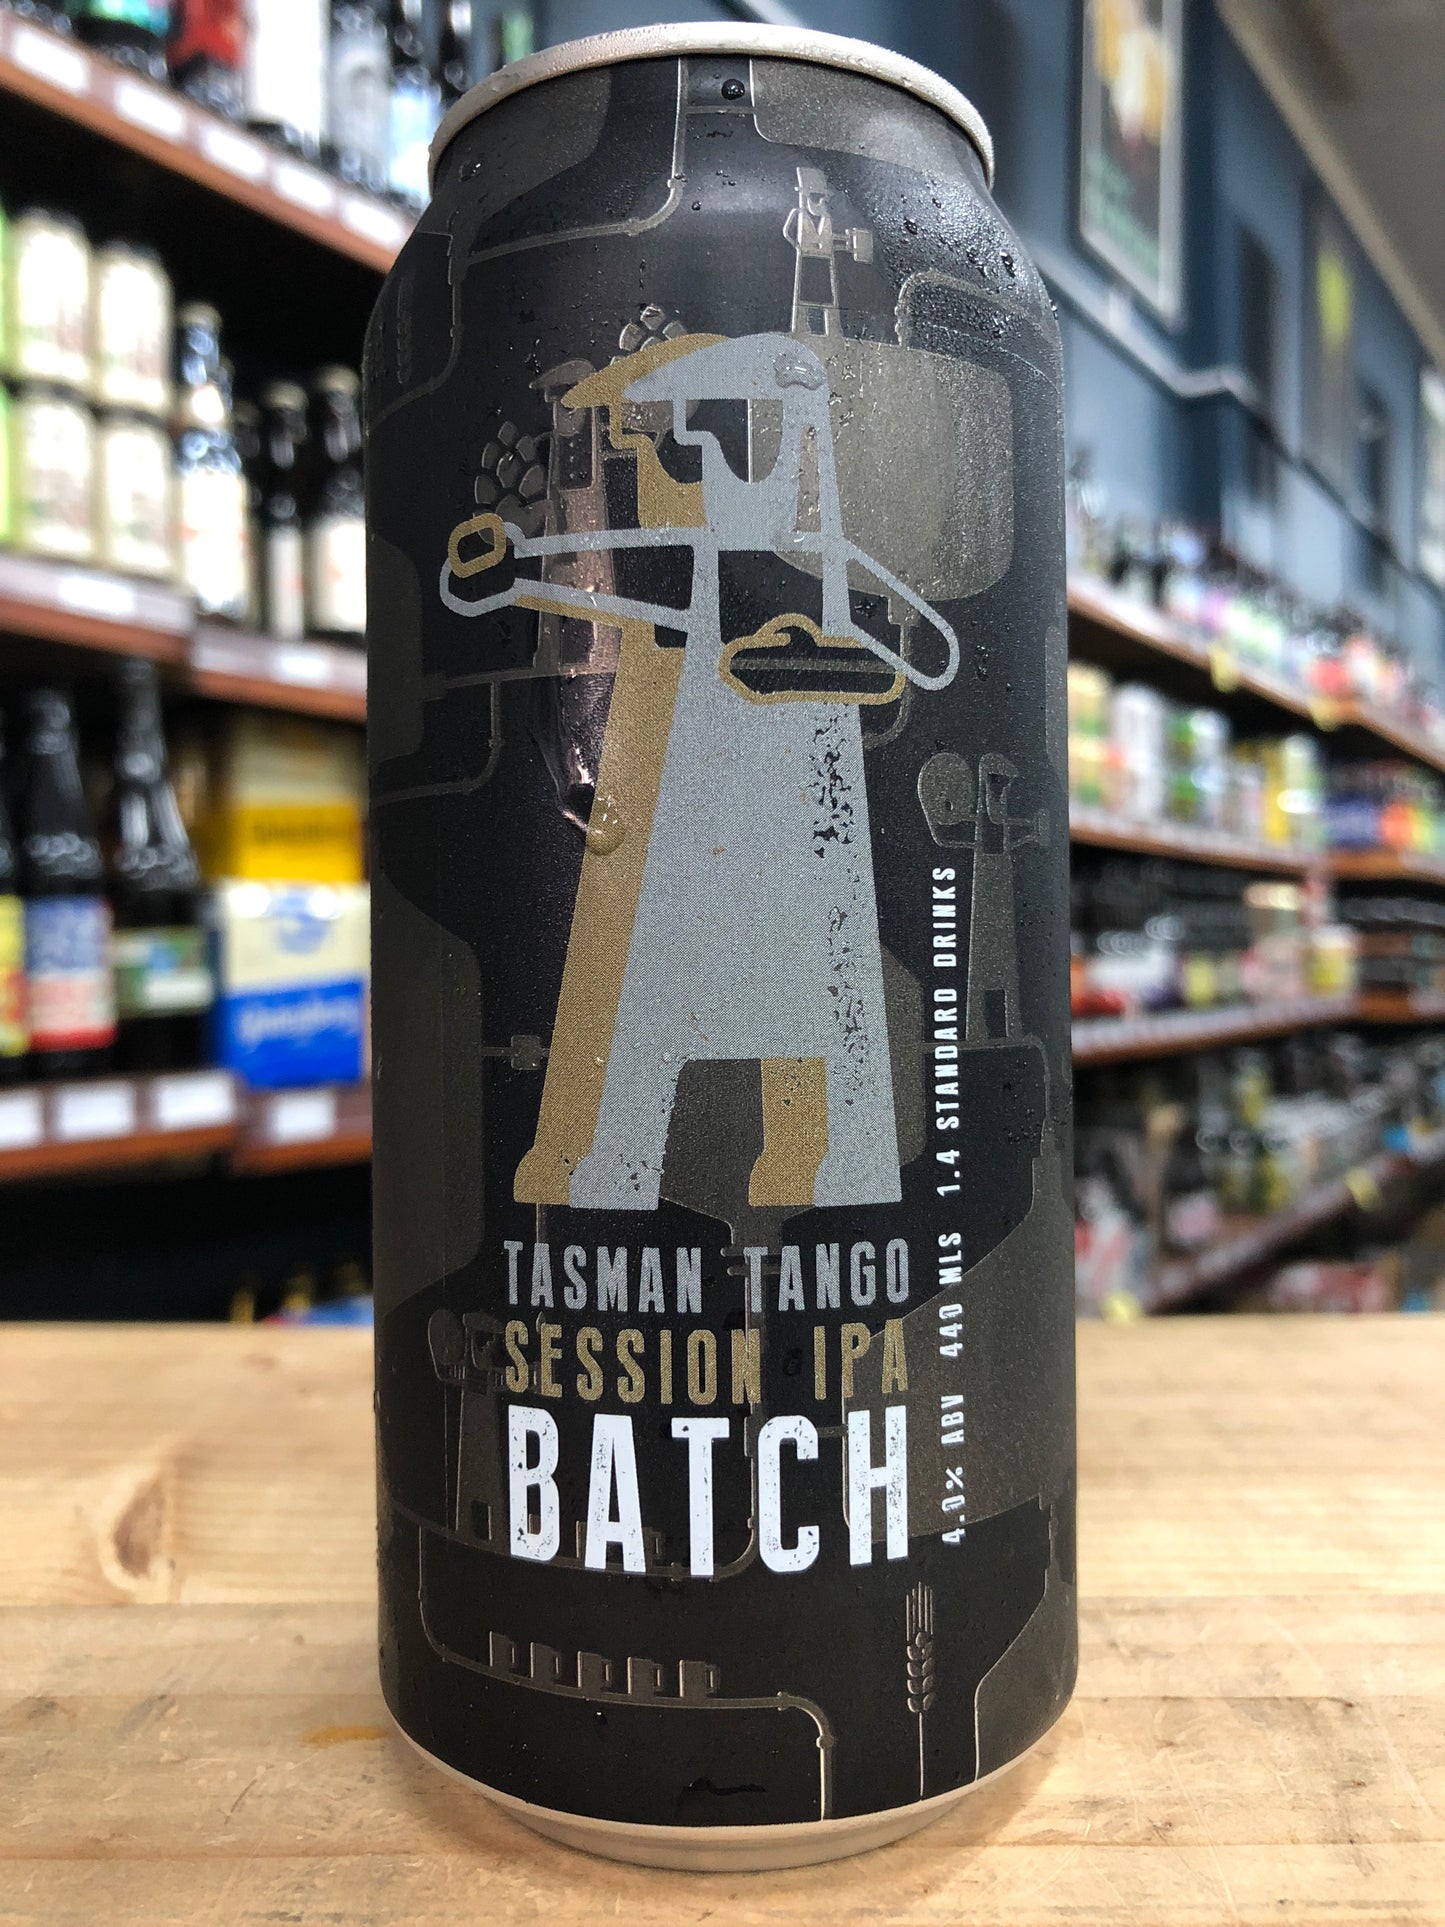 TASMAN TANGO
SESSION IPA
BATCH
4.0% ABV 440 MLS 1.4 STANDARD DRINKS